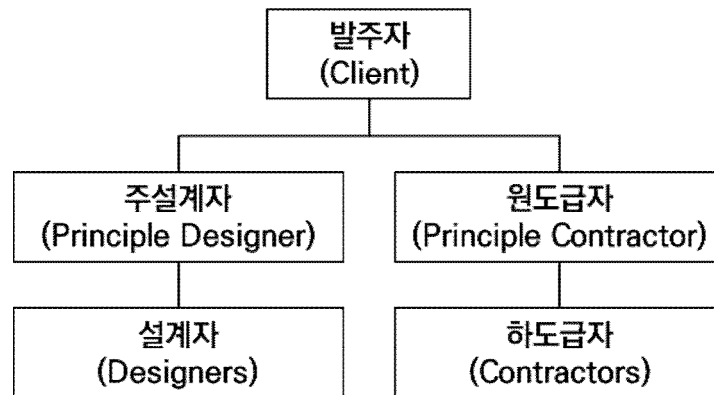 발주자
(Client)
주설계자
(Principle Designer)
원도급자
(Principle Contractor)
설계자
(Designers)
하도급자
(Contractors)